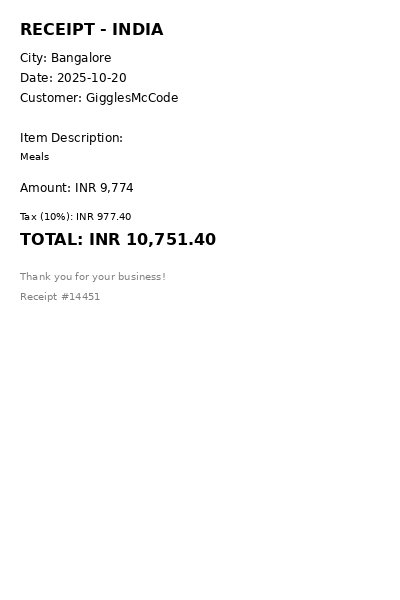 RECEIPT - INDIA
City: Bangalore
Date: 2025-10-20
Customer: GigglesMcCode
Item Description:
Meals
Amount: INR 9,774
Tax (10%): INR 977.40
TOTAL: INR 10,751.40
Thank you for your business!
Receipt #14451